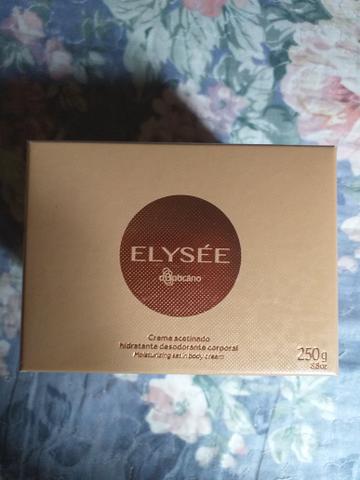 ELYSÉE
oBoticário
Creme acetinado
hidratante desodorante corporal
Moisturizing satin body cream
250g
8.8oz